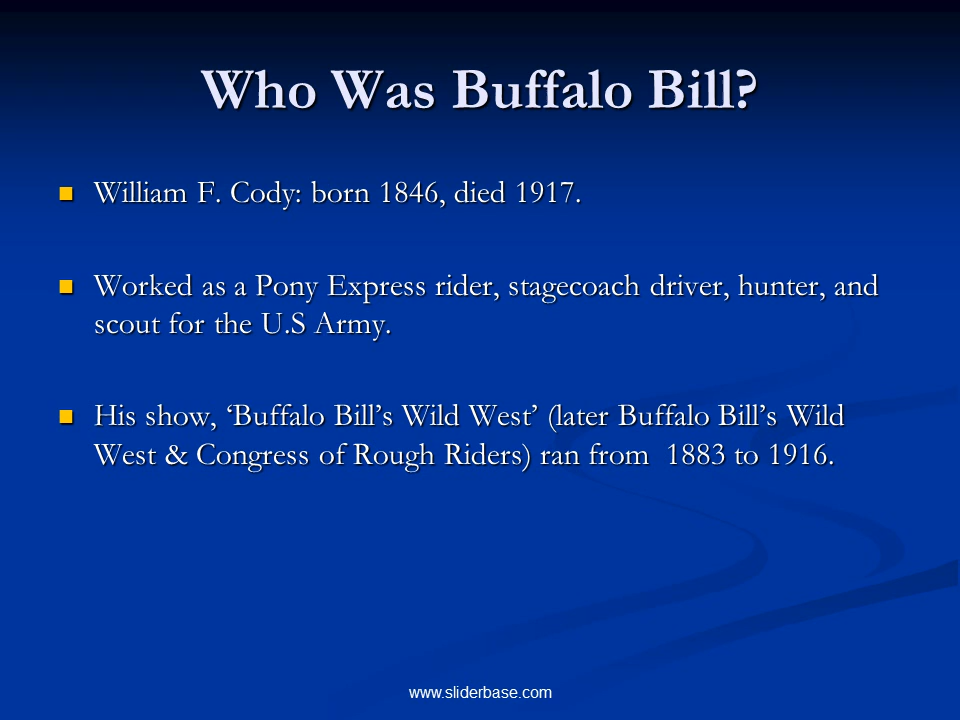 Who Was Buffalo Bill?
William F. Cody: born 1846, died 1917.
Worked as a Pony Express rider, stagecoach driver, hunter, and
scout for the U.S Army.
His show, ‘Buffalo Bill’s Wild West’ (later Buffalo Bill’s Wild
West & Congress of Rough Riders) ran from  1883 to 1916.
www.sliderbase.com